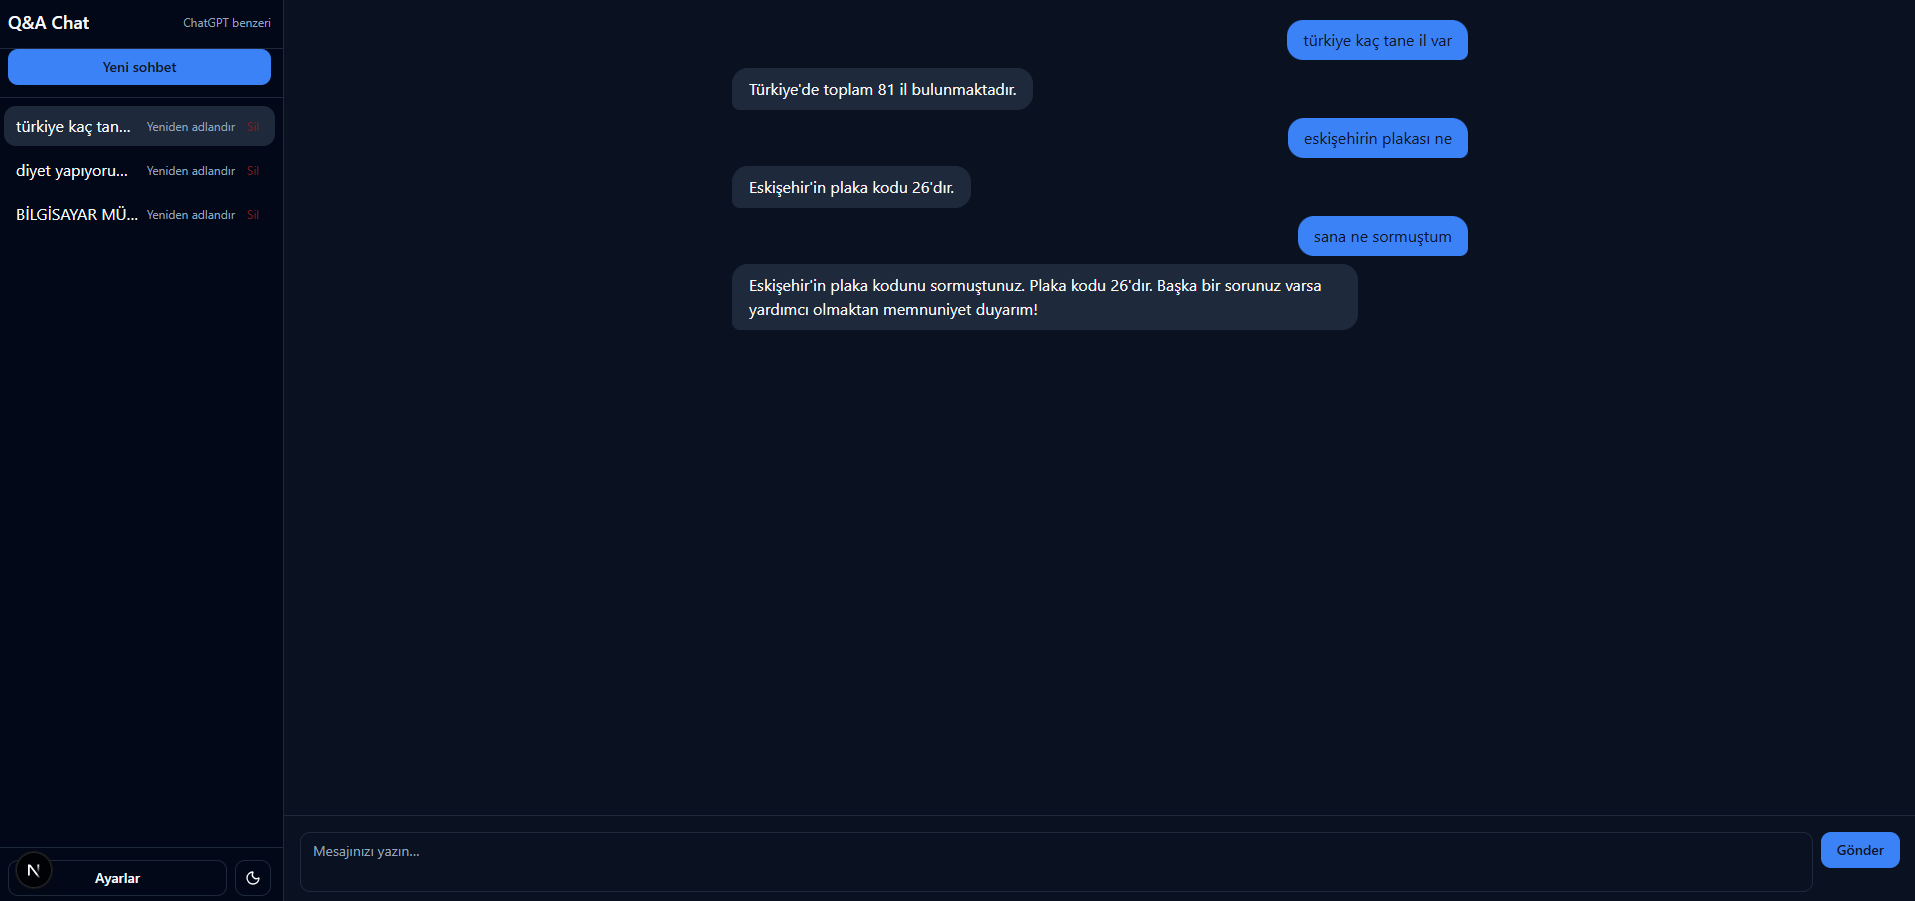 Q&A Chat
ChatGPT benzeri
Yeni sohbet
türkiye kaç tan... Yeniden adlandır Sil
diyet yapıyoru... Yeniden adlandır Sil
BİLGİSAYAR MÜ... Yeniden adlandır Sil
türkiye kaç tane il var
Türkiye'de toplam 81 il bulunmaktadır.
eskişehirin plakası ne
Eskişehir'in plaka kodu 26'dır.
sana ne sormuştum
Eskişehir'in plaka kodunu sormuştunuz. Plaka kodu 26'dır. Başka bir sorunuz varsa
yardımcı olmaktan memnuniyet duyarım!
Mesajınızı yazın...
Gönder
N
Ayarlar